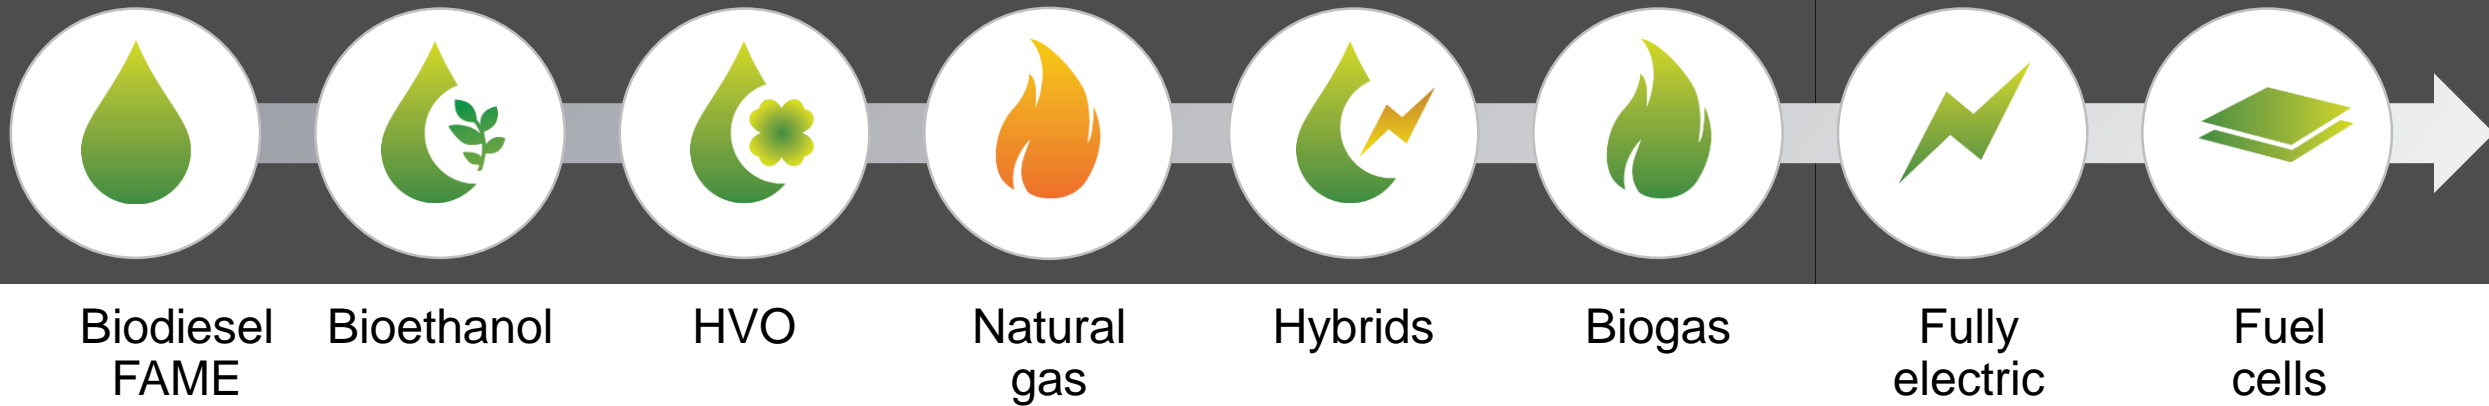 Biodiesel
FAME
Bioethanol
HVO
Natural
gas
Hybrids
Biogas
Fully
electric
Fuel
cells